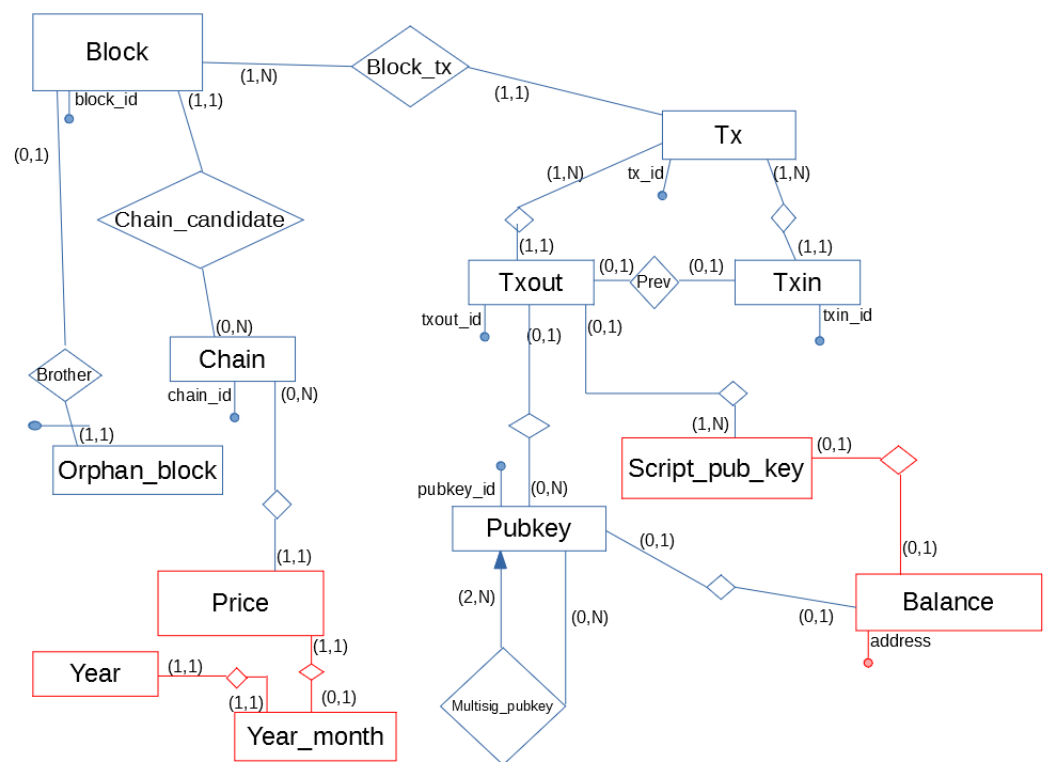 Block
(1,N)
Block_tx
(1,1)
block_id
(1,1)
(0,1)
Tx
(1,N)
tx_id
(1,N)
Chain_candidate
(1,1)
(1,1)
Txout
(0,1)
Prev
(0,1)
Txin
txout_id
(0,1)
(0,1)
txin_id
(0,N)
Chain
Brother
chain_id
(0,N)
(1,1)
Orphan_block
(1,N)
Script_pub_key
(0,1)
pubkey_id
(0,N)
Pubkey
(0,1)
(0,1)
(1,1)
Price
(2,N)
(0,N)
(0,1)
Balance
address
(1,1)
Year
(1,1)
(1,1)
(0,1)
Multisig_pubkey
Year_month